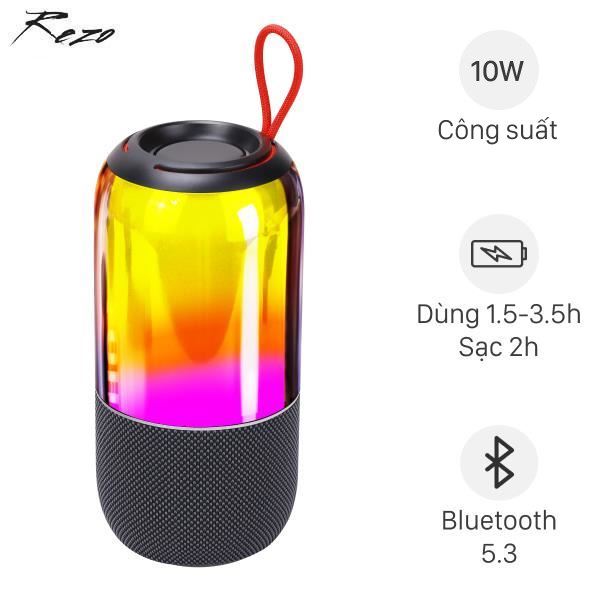 Rezo
10W
Công suất
Dùng 1.5-3.5h
Sạc 2h
Bluetooth
5.3